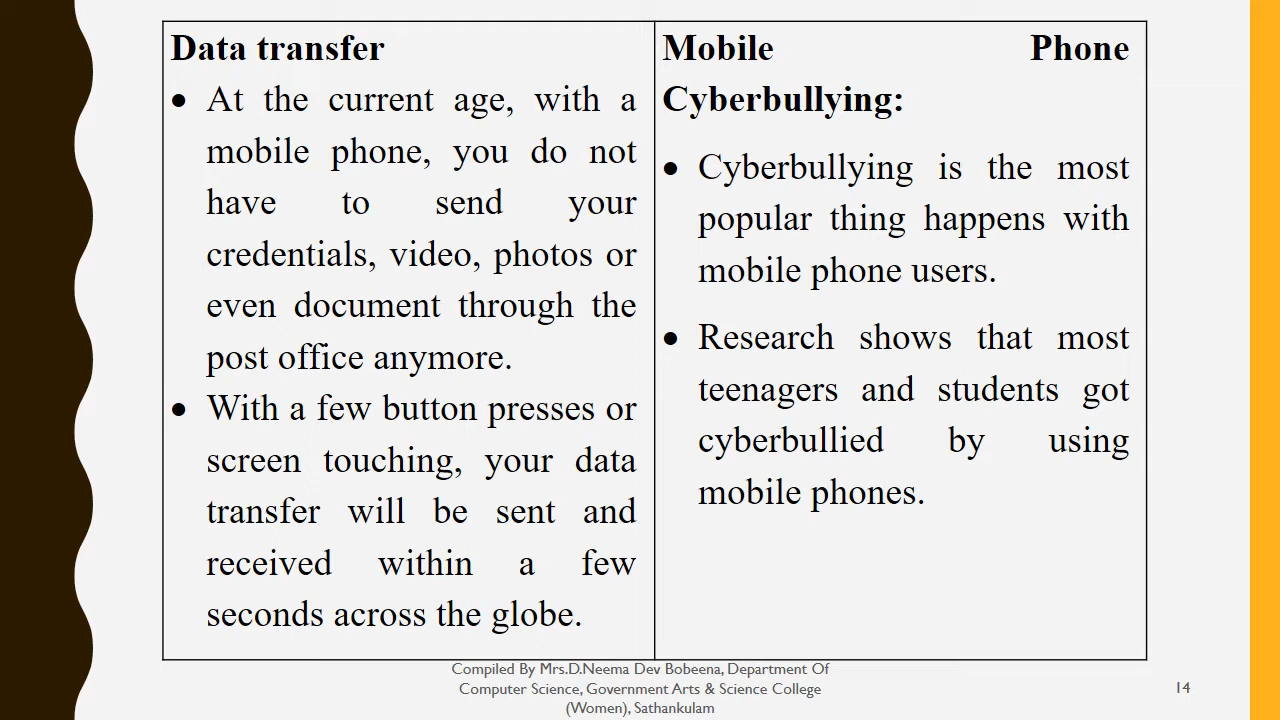 Data transfer
• At the current age, with a
mobile phone, you do not
have to send your
credentials, video, photos or
even document through the
post office anymore.
• With a few button presses or
screen touching, your data
transfer will be sent and
received within a few
seconds across the globe.
Mobile Phone
Cyberbullying:
• Cyberbullying is the most
popular thing happens with
mobile phone users.
• Research shows that most
teenagers and students got
cyberbullied by using
mobile phones.
Compiled By Mrs.D.Neema Dev Bobeena, Department Of
Computer Science, Government Arts & Science College
(Women), Sathankulam
14